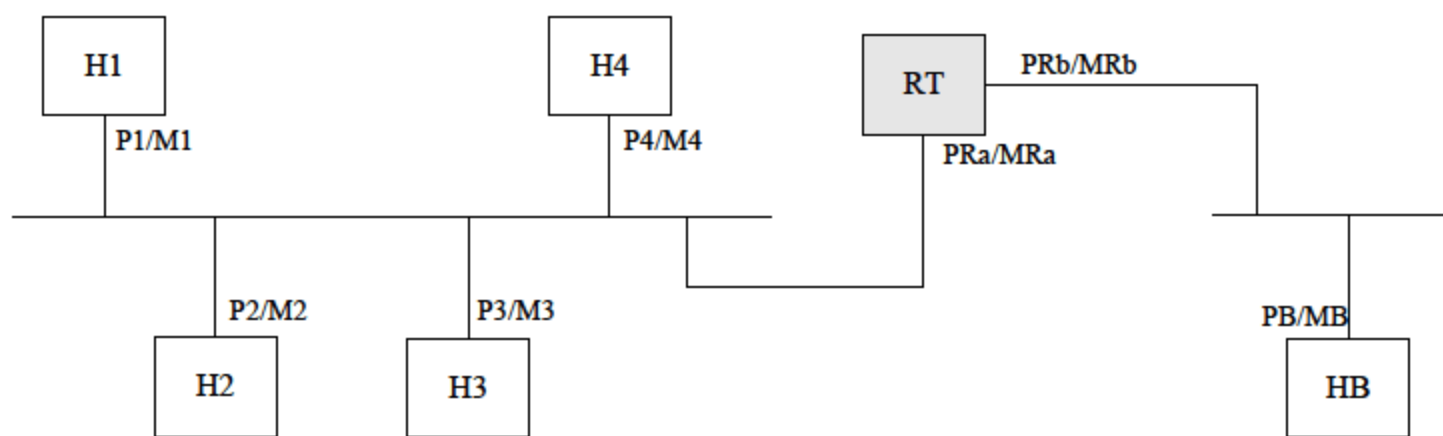 H1
H4
RT
PRb/MRb
P1/M1
P4/M4
PRa/MRa
P2/M2
P3/M3
PB/MB
H2
H3
HB